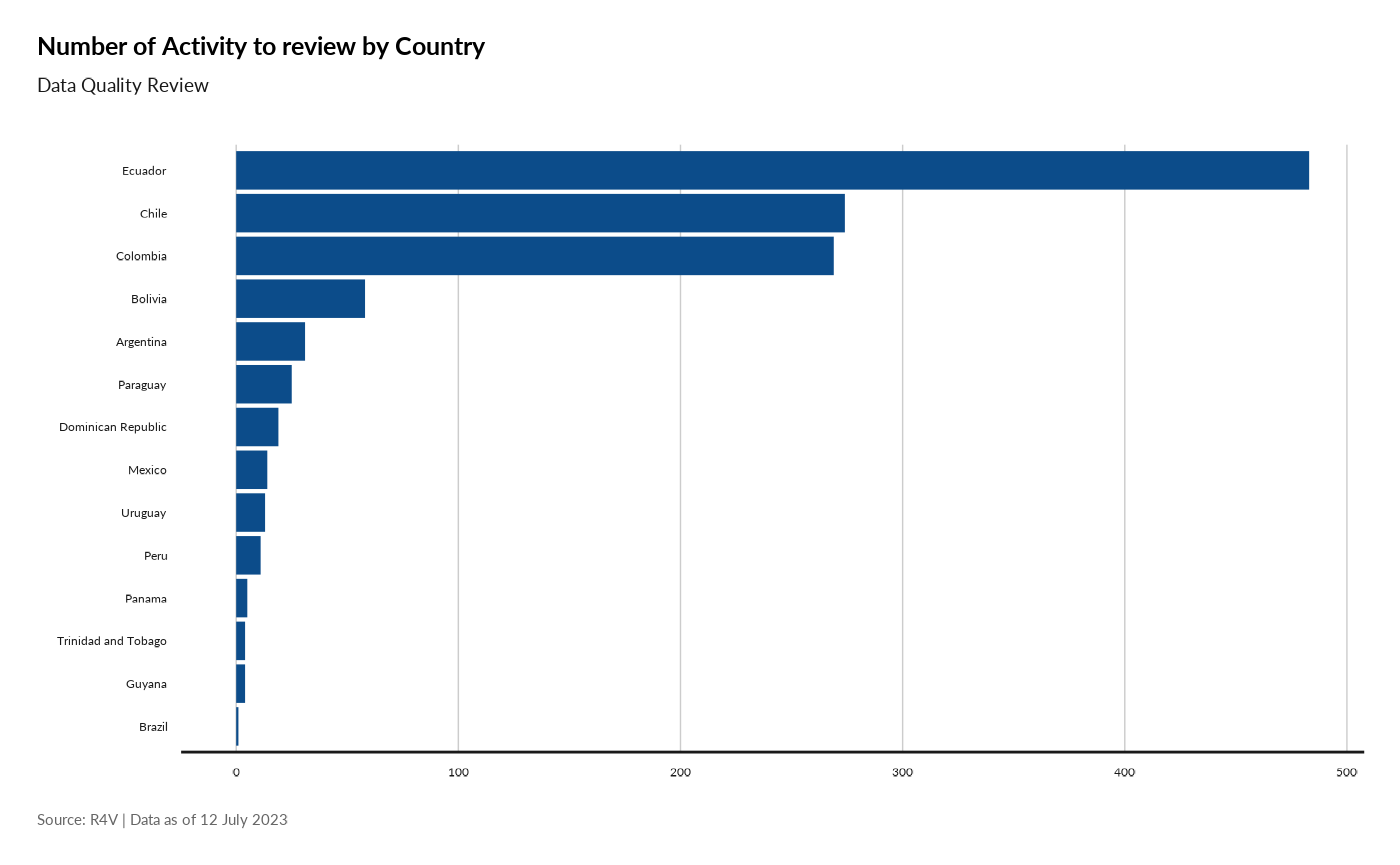 Number of Activity to review by Country
Data Quality Review
Ecuador
Chile
Colombia
Bolivia
Argentina
Paraguay
Dominican Republic
Mexico
Uruguay
Peru
Panama
Trinidad and Tobago
Guyana
Brazil
0 100 200 300 400 500
Source: R4V | Data as of 12 July 2023